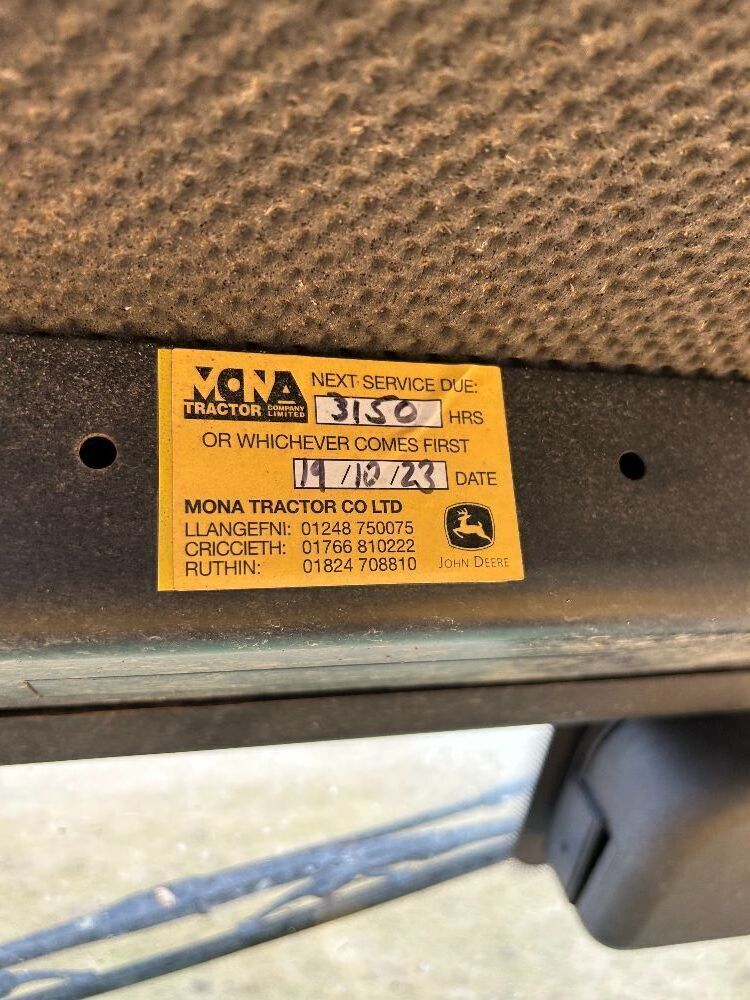 MONA
TRACTOR COMPANY LIMITED
NEXT SERVICE DUE:
3150 HRS
OR WHICHEVER COMES FIRST
19/10/23 DATE
MONA TRACTOR CO LTD
LLANGEFNI: 01248 750075
CRICCIETH: 01766 810222
RUTHIN: 01824 708810
JOHN DEERE